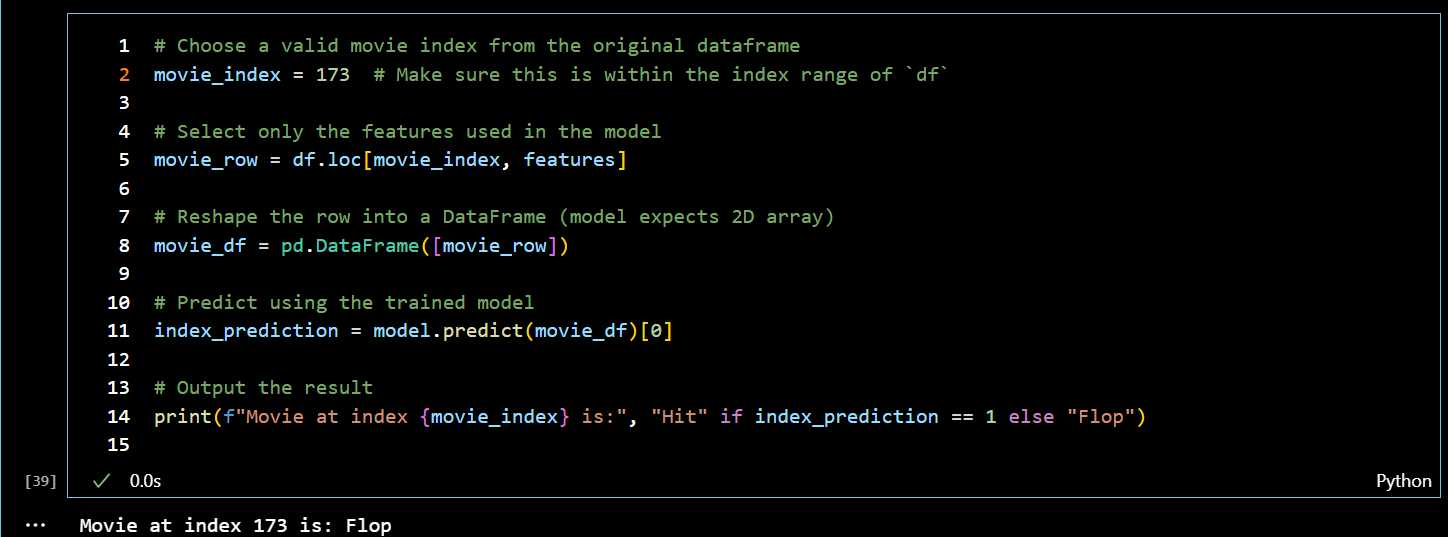 1 # Choose a valid movie index from the original dataframe
2 movie_index = 173  # Make sure this is within the index range of `df`
3
4 # Select only the features used in the model
5 movie_row = df.loc[movie_index, features]
6
7 # Reshape the row into a DataFrame (model expects 2D array)
8 movie_df = pd.DataFrame([movie_row])
9
10 # Predict using the trained model
11 index_prediction = model.predict(movie_df)[0]
12
13 # Output the result
14 print(f"Movie at index {movie_index} is:", "Hit" if index_prediction == 1 else "Flop")
15
[39] ✓ 0.0s Python
... Movie at index 173 is: Flop